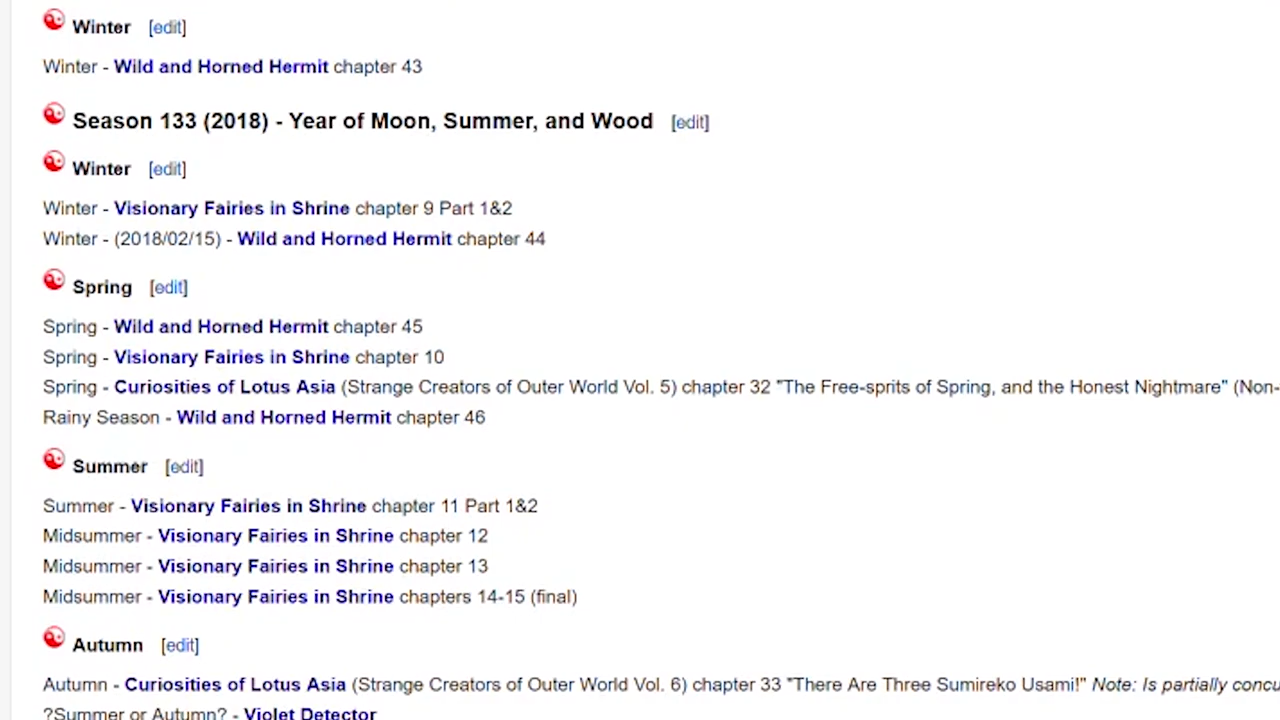 Winter [edit]
Winter - Wild and Horned Hermit chapter 43
Season 133 (2018) - Year of Moon, Summer, and Wood [edit]
Winter [edit]
Winter - Visionary Fairies in Shrine chapter 9 Part 1&2
Winter - (2018/02/15) - Wild and Horned Hermit chapter 44
Spring [edit]
Spring - Wild and Horned Hermit chapter 45
Spring - Visionary Fairies in Shrine chapter 10
Spring - Curiosities of Lotus Asia (Strange Creators of Outer World Vol. 5) chapter 32 "The Free-sprits of Spring, and the Honest Nightmare" (Non-
Rainy Season - Wild and Horned Hermit chapter 46
Summer [edit]
Summer - Visionary Fairies in Shrine chapter 11 Part 1&2
Midsummer - Visionary Fairies in Shrine chapter 12
Midsummer - Visionary Fairies in Shrine chapter 13
Midsummer - Visionary Fairies in Shrine chapters 14-15 (final)
Autumn [edit]
Autumn - Curiosities of Lotus Asia (Strange Creators of Outer World Vol. 6) chapter 33 "There Are Three Sumireko Usami!" Note: Is partially concu
?Summer or Autumn? - Violet Detector